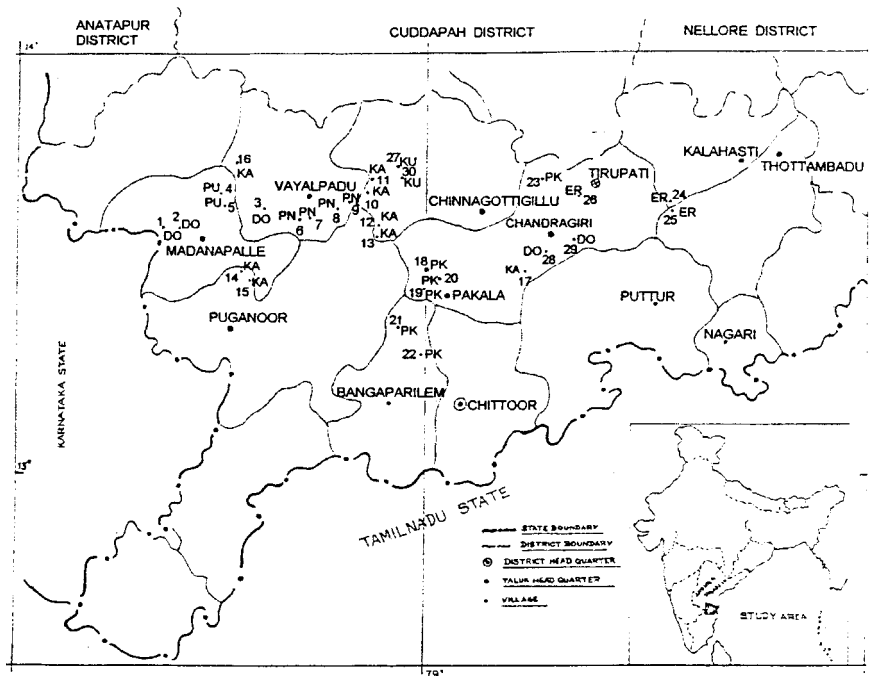 ANATAPUR
DISTRICT
CUDDAPAH DISTRICT
NELLORE DISTRICT
14°
16
KA
27 KU
30
KU
KA
11
KA
10
PU 4
PU 5
3
DO
VAYALPADU
PN
PN
PN
PN
6
7
8
9
12 KA
13 KA
1
2 DO
DO
MADANAPALLE
14 KA
15 KA
CHINNAGOTTIGILLU
23 PK
TIRUPATI
ER
26
KALAHASTI
THOTTAMBADU
ER 24
ER
25
CHANDRAGIRI
DO
28
DO
29
KA
17
18 PK
PK 20
19 PK
PAKALA
PUGANOOR
21
PK
22 PK
PUTTUR
NAGARI
BANGAPARILEM
CHITTOOR
KARNATAKA STATE
13°
TAMILNADU STATE
STATE BOUNDARY
DISTRICT BOUNDARY
DISTRICT HEAD QUARTER
TALUK HEAD QUARTER
VILLAGE
STUDY AREA
79°